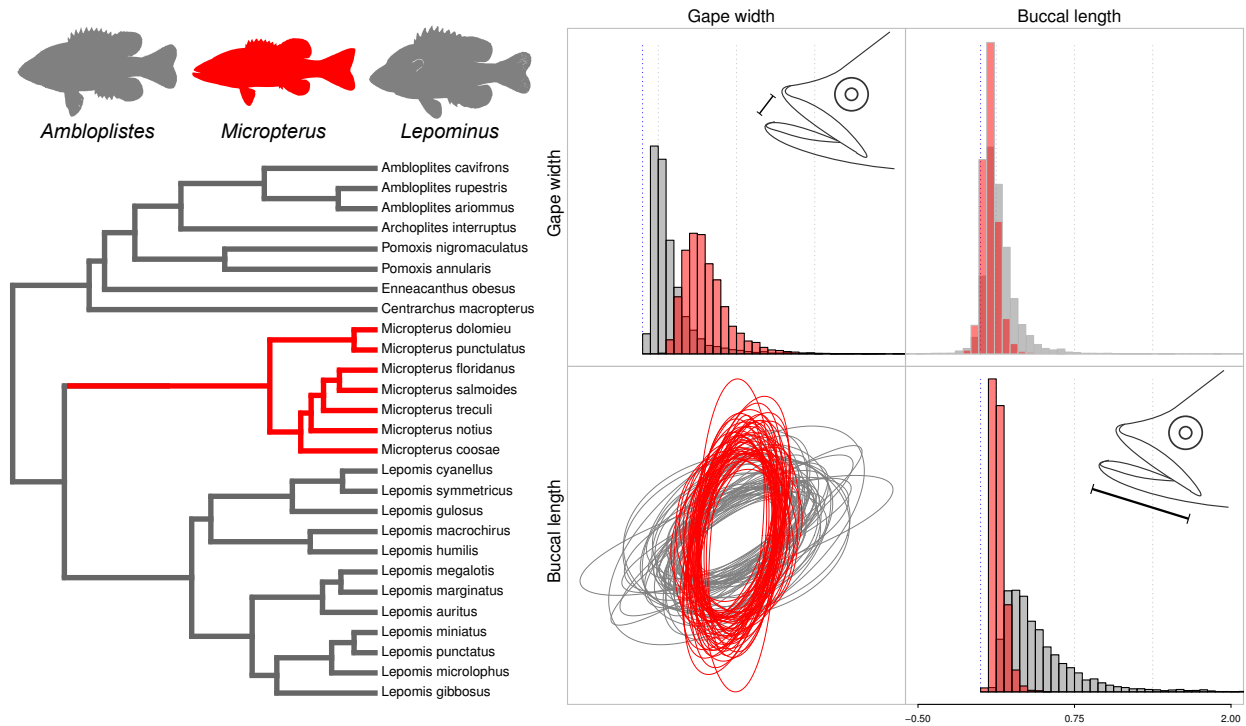 Gape width
Buccal length
Ambloplistes
Micropterus
Lepominus
Ambloplites cavifrons
Ambloplites rupestris
Ambloplites ariommus
Archoplites interruptus
Pomoxis nigromaculatus
Pomoxis annularis
Enneacanthus obesus
Centrarchus macropterus
Micropterus dolomieu
Micropterus punctulatus
Micropterus floridanus
Micropterus salmoides
Micropterus treculi
Micropterus notius
Micropterus coosae
Lepomis cyanellus
Lepomis symmetricus
Lepomis gulosus
Lepomis macrochirus
Lepomis humilis
Lepomis megalotis
Lepomis marginatus
Lepomis auritus
Lepomis miniatus
Lepomis punctatus
Lepomis microlophus
Lepomis gibbosus
Gape width
Buccal length
−0.50
0.75
2.00